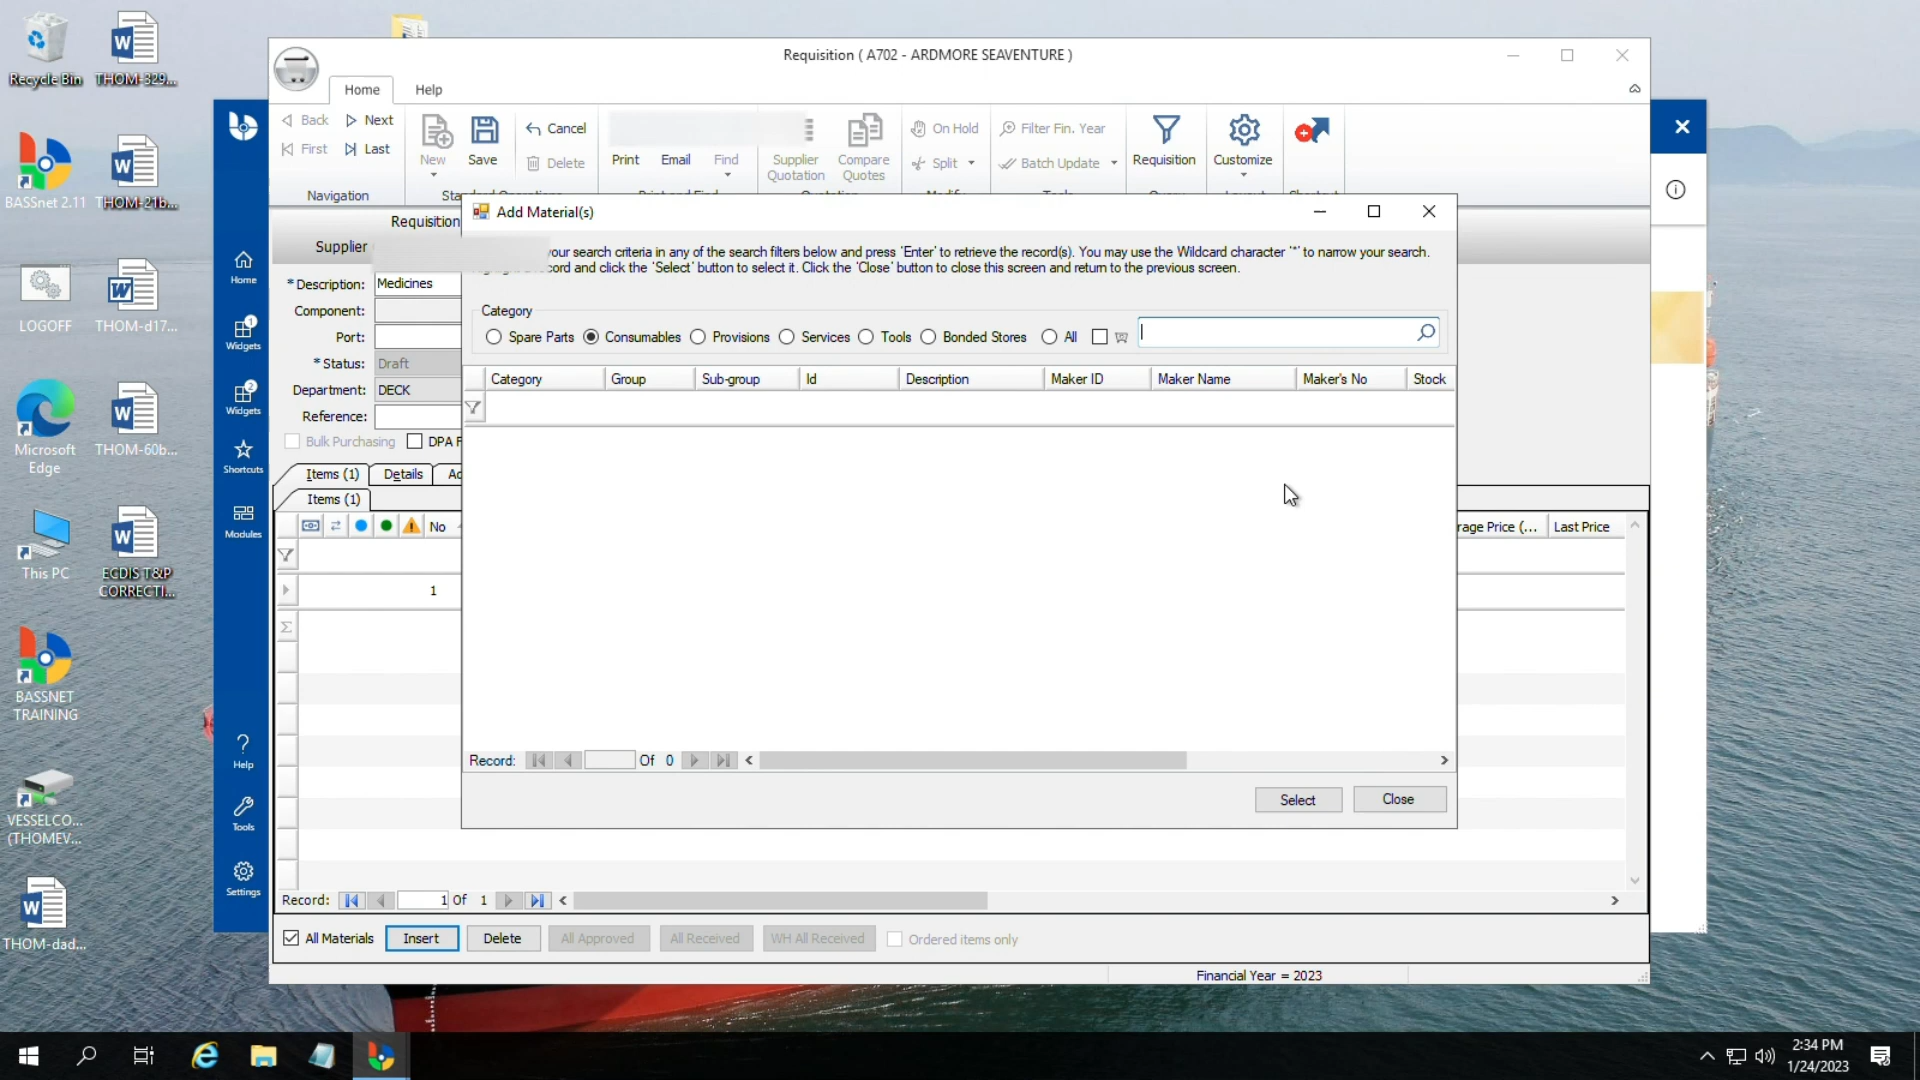 Recycle Bin
THOM-329...
BASSnet 2.11
THOM-21b...
LOGOFF
THOM-d17...
Microsoft
Edge
THOM-60b...
This PC
ECDIS T&P
CORRECTI...
BASSNET
TRAINING
VESSELCO...
(THOMEV...
THOM-dad...
Home
Widgets
1
Widgets
2
Shortcuts
Modules
Help
Tools
Settings
Requisition ( A702 - ARDMORE SEAVENTURE )
Home
Help
Back
Next
First
Last
Navigation
New
Save
Cancel
Delete
Print
Email
Find
Supplier
Quotation
Compare
Quotes
On Hold
Split
Filter Fin. Year
Batch Update
Requisition
Customize
Requisition
Supplier
*Description: Medicines
Component:
Port:
*Status: Draft
Department: DECK
Reference:
Bulk Purchasing
Items (1)
Details
Items (1)
No
1
rage Price (...
Last Price
Add Material(s)
your search criteria in any of the search filters below and press 'Enter' to retrieve the record(s). You may use the Wildcard character '*' to narrow your search.
cord and click the 'Select' button to select it. Click the 'Close' button to close this screen and return to the previous screen.
Category
Spare Parts
Consumables
Provisions
Services
Tools
Bonded Stores
All
Category
Group
Sub-group
Id
Description
Maker ID
Maker Name
Maker's No
Stock
Record:
Of 0
Select
Close
Record:
1 Of 1
All Materials
Insert
Delete
All Approved
All Received
WH All Received
Ordered items only
Financial Year = 2023
2:34 PM
1/24/2023